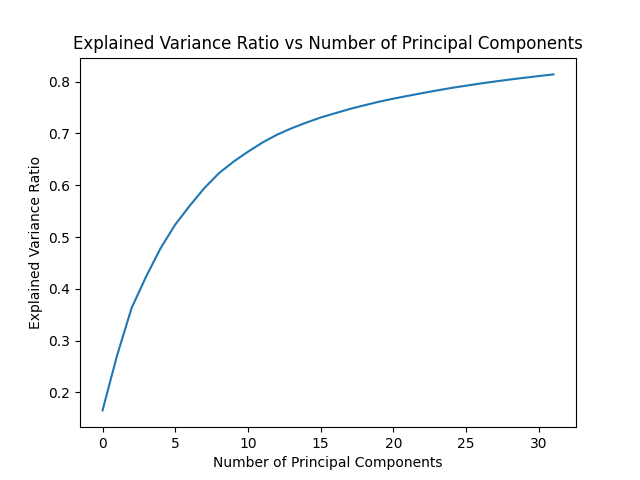 Explained Variance Ratio vs Number of Principal Components
0.8
0.7
0.6
0.5
0.4
0.3
0.2
Explained Variance Ratio
0 5 10 15 20 25 30
Number of Principal Components